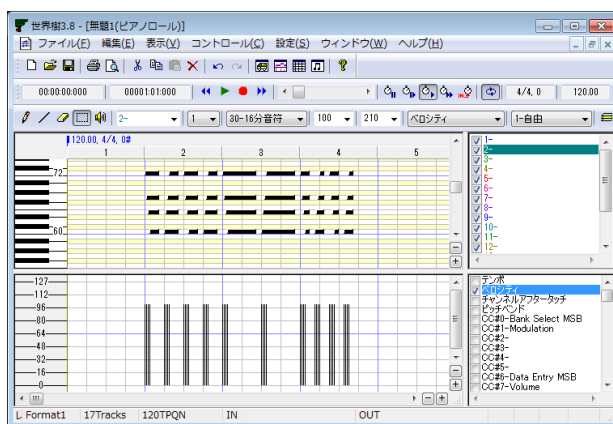 世界樹3.8 - [無題1(ピアノロール)]
ファイル(F) 編集(E) 表示(V) コントロール(C) 設定(S) ウィンドウ(W) ヘルプ(H)
00:00:00:000 00001:01:000 4/4, 0 120.00
2- 1 30-16分音符 100 210 ベロシティ 1-自由
120.00, 4/4, 0#
1 2 3 4 5
72
60
1-
2-
3-
4-
5-
6-
7-
8-
9-
10-
11-
12-
127
112
96
80
64
48
32
16
0
テンポ
ベロシティ
チャンネルアフタータッチ
ピッチベンド
CC#0-Bank Select MSB
CC#1-Modulation
CC#2-
CC#3-
CC#4-
CC#5-
CC#6-Data Entry MSB
CC#7-Volume
Format1 17Tracks 120TPQN IN OUT